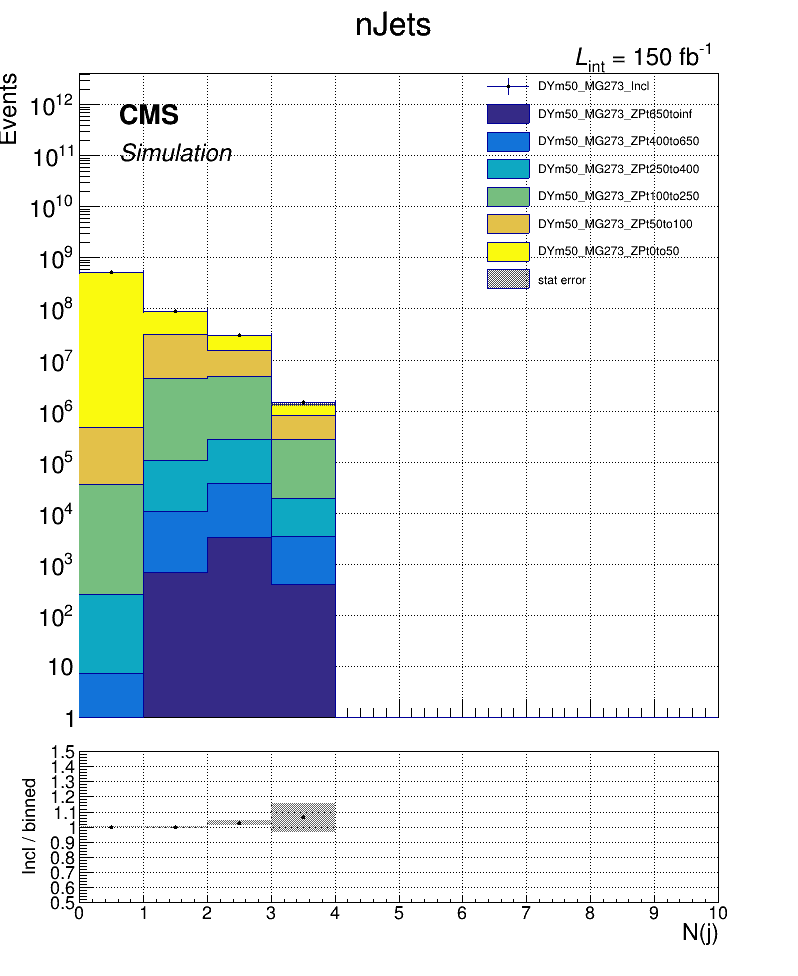 nJets
L_int = 150 fb^-1
Events
CMS
Simulation
DYm50_MG273_Incl
DYm50_MG273_ZPt650toinf
DYm50_MG273_ZPt400to650
DYm50_MG273_ZPt250to400
DYm50_MG273_ZPt100to250
DYm50_MG273_ZPt50to100
DYm50_MG273_ZPt0to50
stat error
10^12
10^11
10^10
10^9
10^8
10^7
10^6
10^5
10^4
10^3
10^2
10
1
Incl / binned
1.5
1.4
1.3
1.2
1.1
1
0.9
0.8
0.7
0.6
0.5
0 1 2 3 4 5 6 7 8 9 10
N(j)